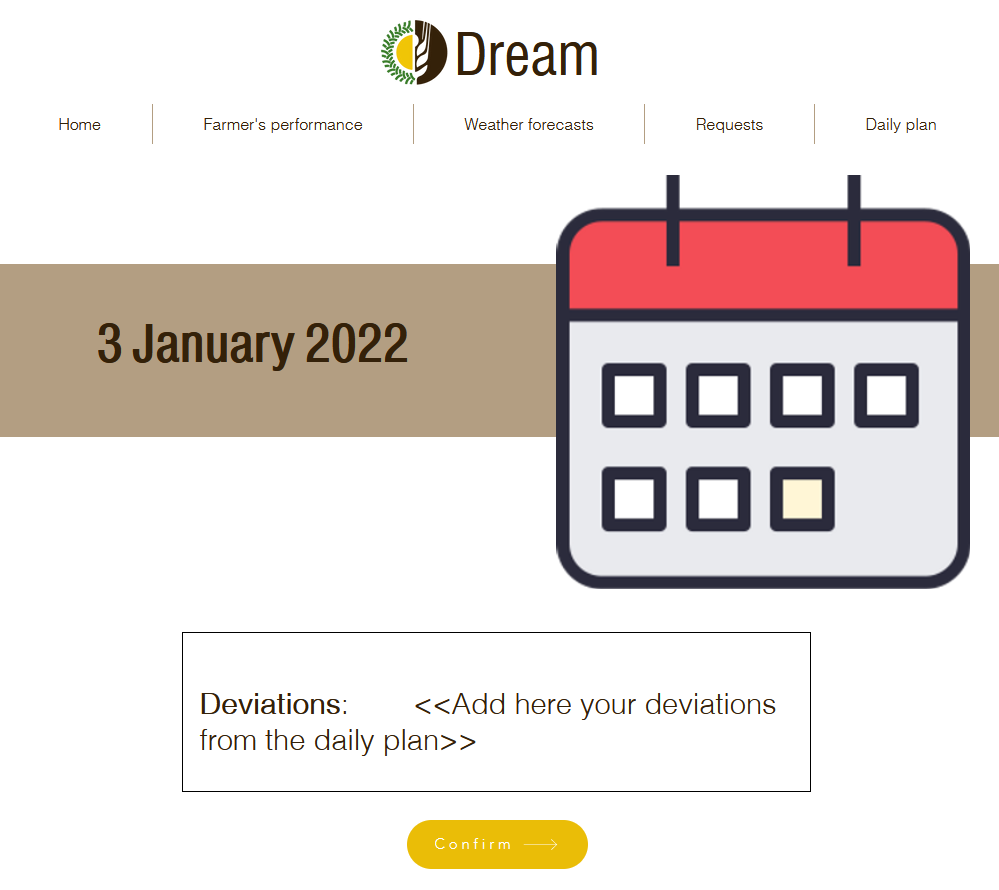 Dream
Home Farmer's performance Weather forecasts Requests Daily plan
3 January 2022
Deviations: <<Add here your deviations
from the daily plan>>
Confirm